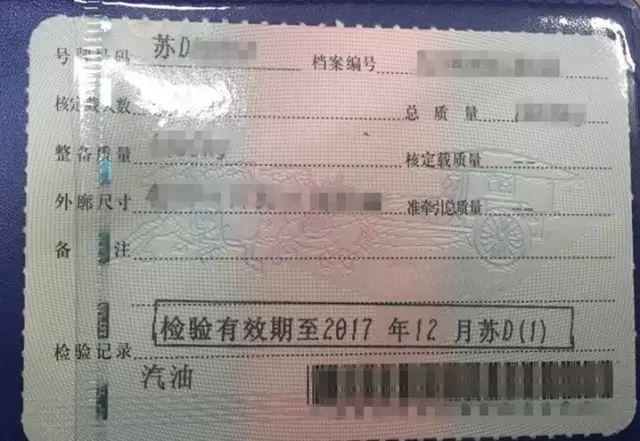 号牌号码 苏D 档案编号
核定载人数 总质量
整备质量 核定载质量 --
外廓尺寸 准牵引总质量 --
备注
检验有效期至2017 年12 月苏D(1)
检验记录
汽油